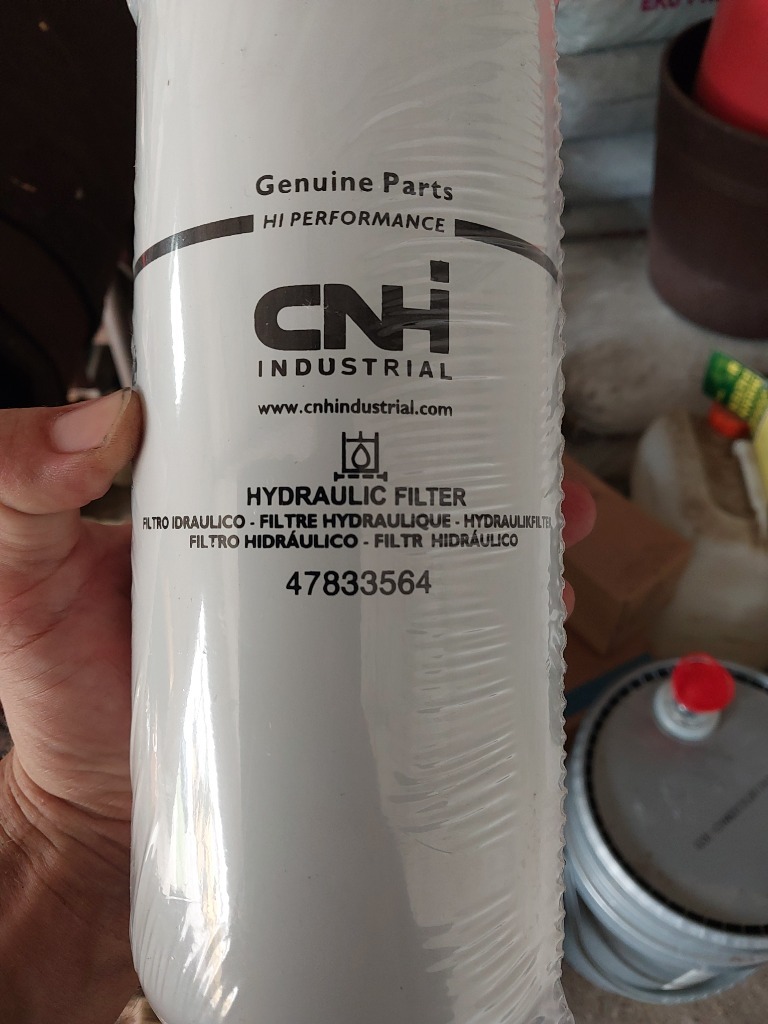 Genuine Parts
HI PERFORMANCE
CNH
INDUSTRIAL
www.cnhindustrial.com
HYDRAULIC FILTER
FILTRO IDRAULICO - FILTRE HYDRAULIQUE - HYDRAULIKFILTER
FILTRO HIDRÁULICO - FILTR HIDRÁULICO
47833564